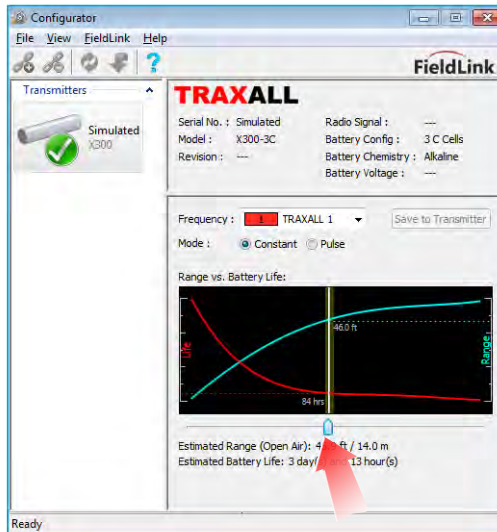 Configurator
File View FieldLink Help
FieldLink
Transmitters
Simulated
X300
TRAXALL
Serial No. : Simulated Radio Signal : ---
Model : X300-3C Battery Config : 3 C Cells
Revision : --- Battery Chemistry : Alkaline
Battery Voltage : ---
Frequency : 1 TRAXALL 1 Save to Transmitter
Mode : Constant Pulse
Range vs. Battery Life:
Life
46.0 ft
84 hrs
Range
Estimated Range (Open Air): ft / 14.0 m
Estimated Battery Life: 3 day(s) and 13 hour(s)
Ready